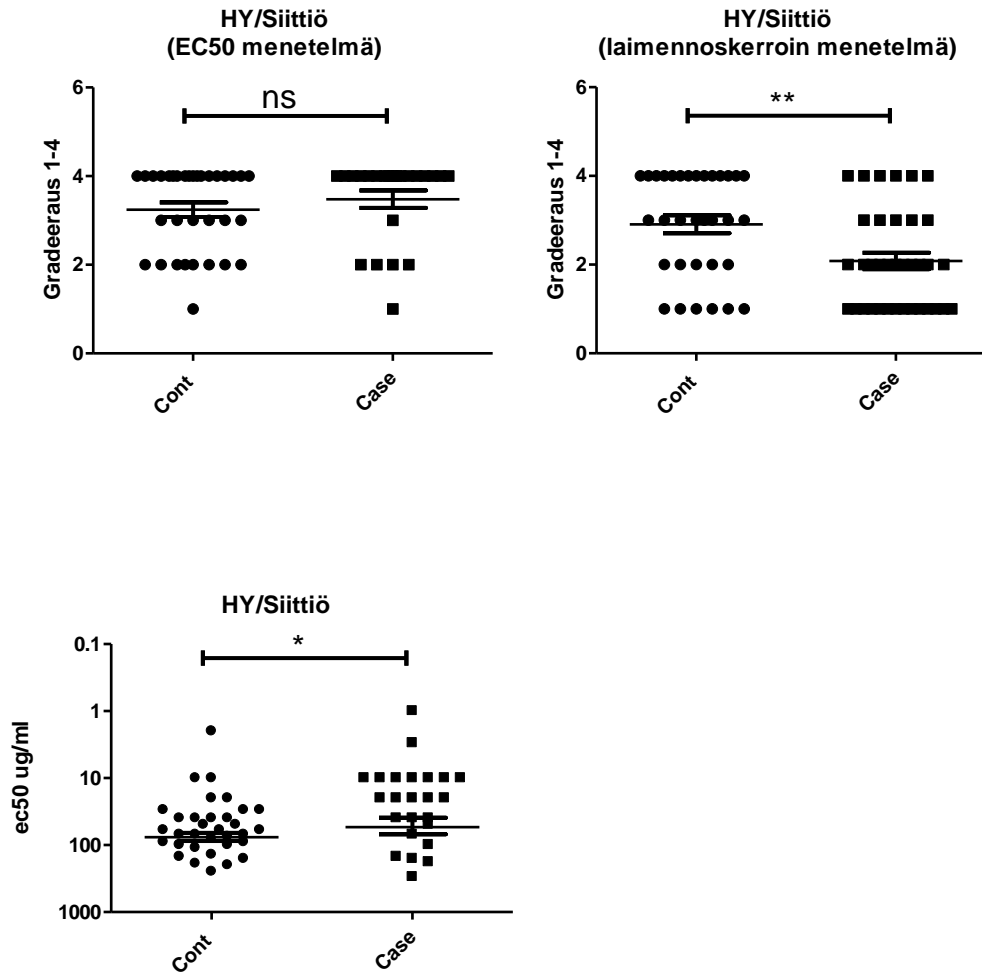 HY/Siittiö
(EC50 menetelmä)
Gradeeraus 1-4
6
4
2
0
ns
Cont
Case
HY/Siittiö
(laimennoskerroin menetelmä)
Gradeeraus 1-4
6
4
2
0
**
Cont
Case
HY/Siittiö
ec50 ug/ml
0.1
1
10
100
1000
*
Cont
Case